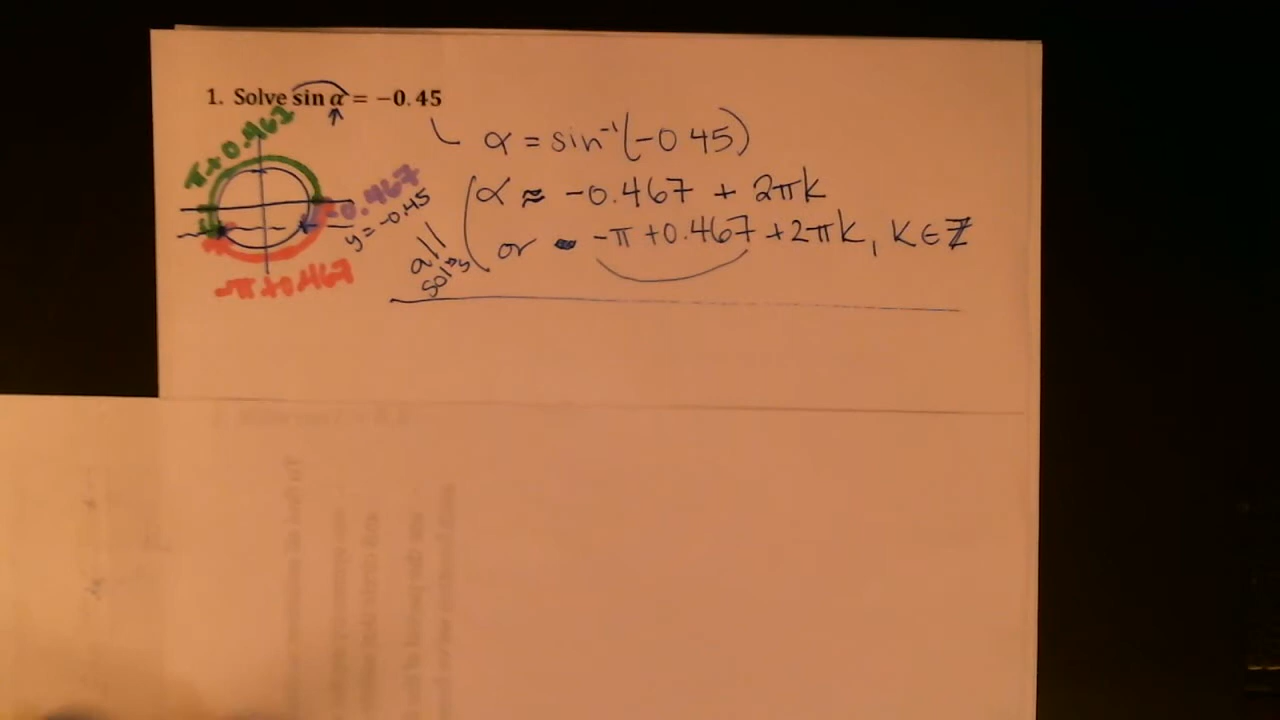 1. Solve sin α = −0.45
α = sin⁻¹(−0.45)
α ≈ −0.467 + 2πk
or −π + 0.467 + 2πk, k ∈ ℤ
all
sol'ns
π + 0.467
−0.467
y = −0.45
−π + 0.467